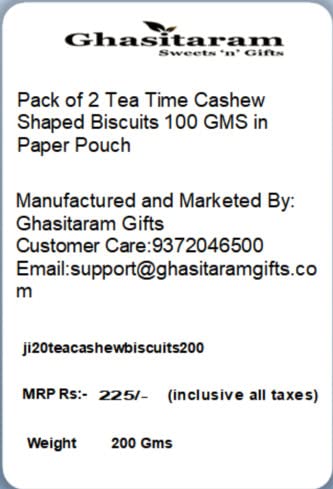 Ghasitaram
Sweets 'n' Gifts
Pack of 2 Tea Time Cashew
Shaped Biscuits 100 GMS in
Paper Pouch
Manufactured and Marketed By:
Ghasitaram Gifts
Customer Care:9372046500
Email:support@ghasitaramgifts.co
m
ji20teacashewbiscuits200
MRP Rs:- 225/- (inclusive all taxes)
Weight 200 Gms